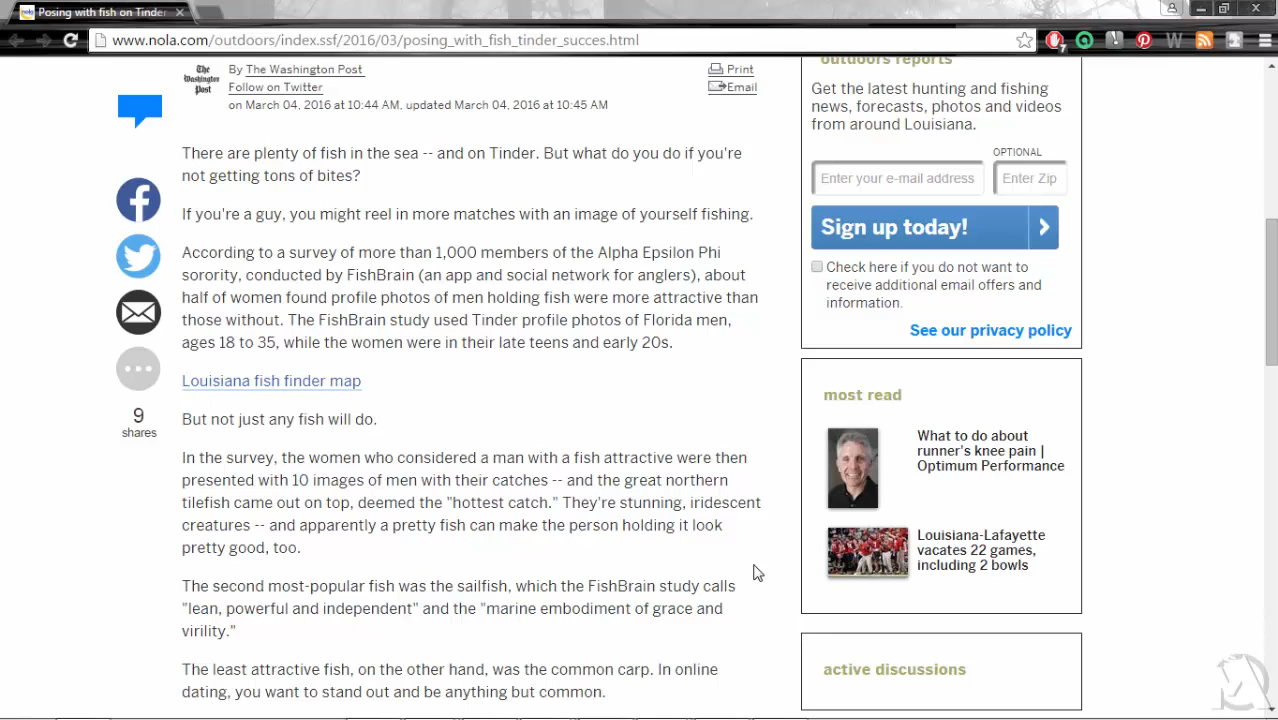 Posing with fish on Tinder
www.nola.com/outdoors/index.ssf/2016/03/posing_with_fish_tinder_succes.html
7
The
Washington
Post
By The Washington Post
Follow on Twitter
on March 04, 2016 at 10:44 AM, updated March 04, 2016 at 10:45 AM
Print
Email
There are plenty of fish in the sea -- and on Tinder. But what do you do if you're
not getting tons of bites?
If you're a guy, you might reel in more matches with an image of yourself fishing.
According to a survey of more than 1,000 members of the Alpha Epsilon Phi
sorority, conducted by FishBrain (an app and social network for anglers), about
half of women found profile photos of men holding fish were more attractive than
those without. The FishBrain study used Tinder profile photos of Florida men,
ages 18 to 35, while the women were in their late teens and early 20s.
Louisiana fish finder map
But not just any fish will do.
In the survey, the women who considered a man with a fish attractive were then
presented with 10 images of men with their catches -- and the great northern
tilefish came out on top, deemed the "hottest catch." They're stunning, iridescent
creatures -- and apparently a pretty fish can make the person holding it look
pretty good, too.
The second most-popular fish was the sailfish, which the FishBrain study calls
"lean, powerful and independent" and the "marine embodiment of grace and
virility."
The least attractive fish, on the other hand, was the common carp. In online
dating, you want to stand out and be anything but common.
9
shares
outdoors reports
Get the latest hunting and fishing
news, forecasts, photos and videos
from around Louisiana.
OPTIONAL
Enter your e-mail address
Enter Zip
Sign up today!
Check here if you do not want to
receive additional email offers and
information.
See our privacy policy
most read
What to do about
runner's knee pain |
Optimum Performance
Louisiana-Lafayette
vacates 22 games,
including 2 bowls
active discussions